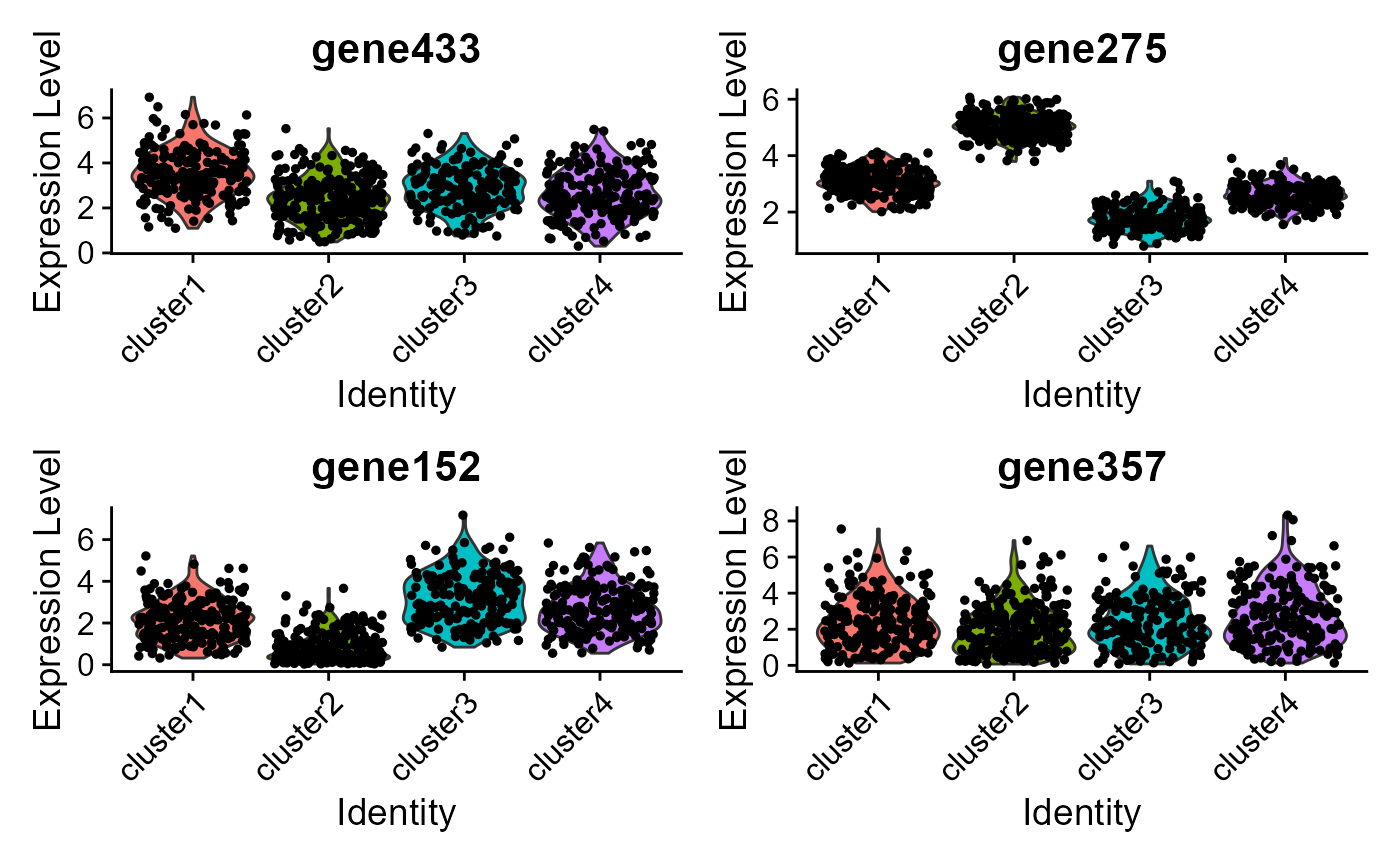 gene433
Expression Level
6
4
2
0
cluster1
cluster2
cluster3
cluster4
Identity
gene275
Expression Level
6
4
2
cluster1
cluster2
cluster3
cluster4
Identity
gene152
Expression Level
6
4
2
0
cluster1
cluster2
cluster3
cluster4
Identity
gene357
Expression Level
8
6
4
2
0
cluster1
cluster2
cluster3
cluster4
Identity